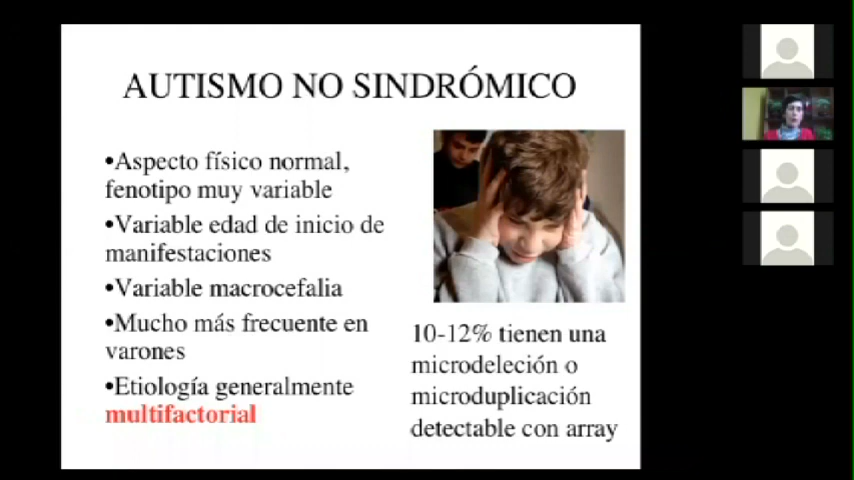 AUTISMO NO SINDRÓMICO
•Aspecto físico normal,
fenotipo muy variable
•Variable edad de inicio de
manifestaciones
•Variable macrocefalia
•Mucho más frecuente en
varones
•Etiología generalmente
multifactorial
10-12% tienen una
microdeleción o
microduplicación
detectable con array